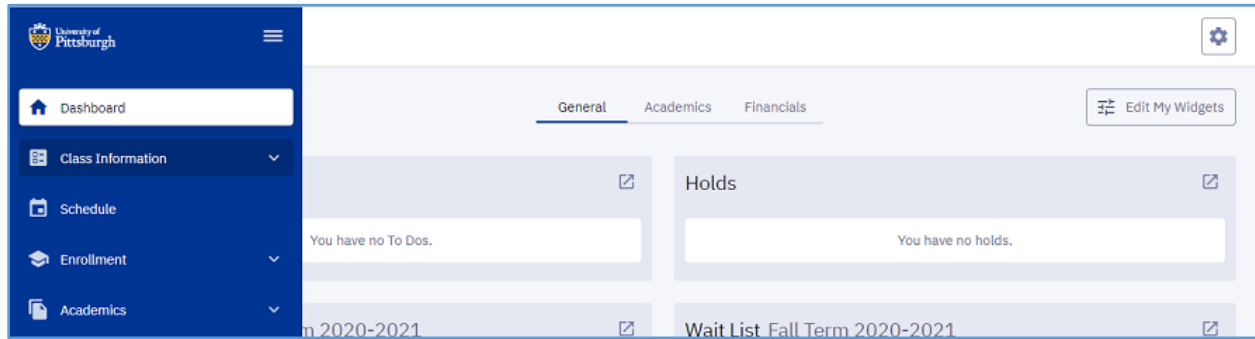 University of
Pittsburgh
Dashboard
Class Information
Schedule
Enrollment
Academics
General Academics Financials
Edit My Widgets
Holds
You have no To Dos.
You have no holds.
2020-2021
Wait List Fall Term 2020-2021